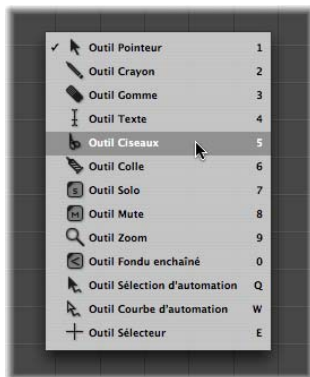 ✓ Outil Pointeur 1
Outil Crayon 2
Outil Gomme 3
Outil Texte 4
Outil Ciseaux 5
Outil Colle 6
S Outil Solo 7
M Outil Mute 8
Outil Zoom 9
Outil Fondu enchaîné 0
Outil Sélection d'automation Q
Outil Courbe d'automation W
Outil Sélecteur E